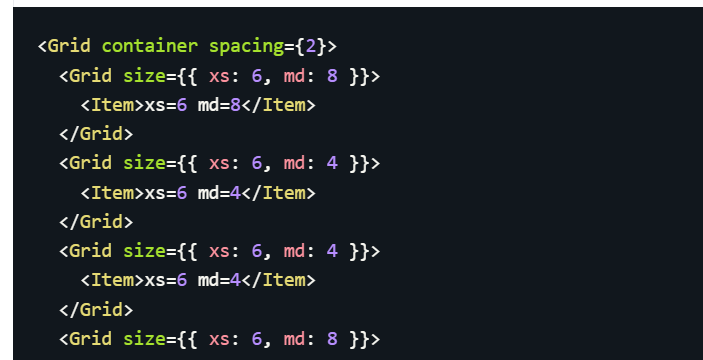 <Grid container spacing={2}>
  <Grid size={{ xs: 6, md: 8 }}>
    <Item>xs=6 md=8</Item>
  </Grid>
  <Grid size={{ xs: 6, md: 4 }}>
    <Item>xs=6 md=4</Item>
  </Grid>
  <Grid size={{ xs: 6, md: 4 }}>
    <Item>xs=6 md=4</Item>
  </Grid>
  <Grid size={{ xs: 6, md: 8 }}>